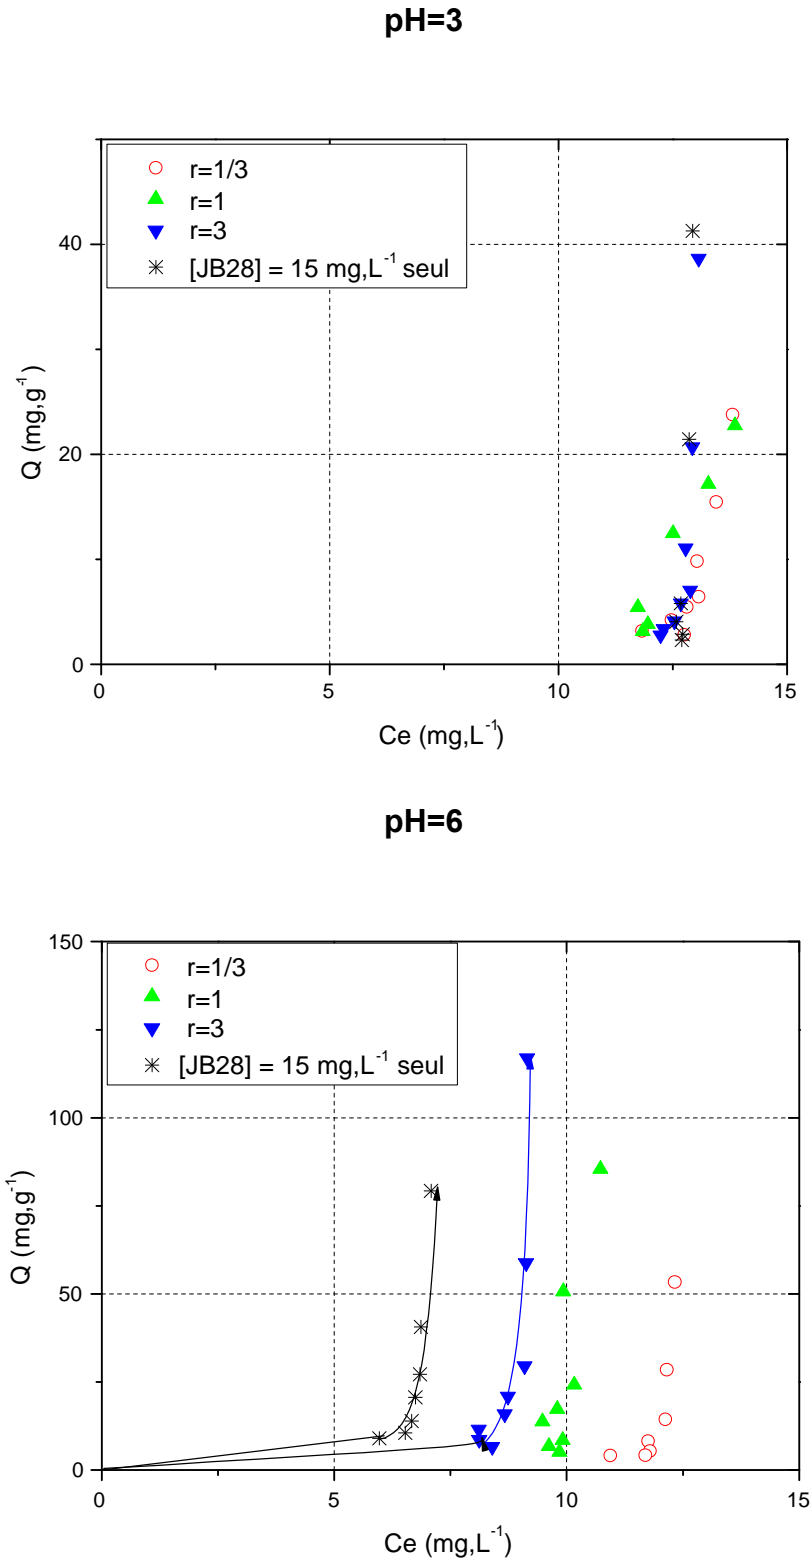 pH=3
r=1/3
r=1
r=3
[JB28] = 15 mg,L⁻¹ seul
40
20
0
Q (mg,g⁻¹)
0 5 10 15
Ce (mg,L⁻¹)
pH=6
150
r=1/3
r=1
r=3
[JB28] = 15 mg,L⁻¹ seul
100
50
0
Q (mg,g⁻¹)
0 5 10 15
Ce (mg,L⁻¹)